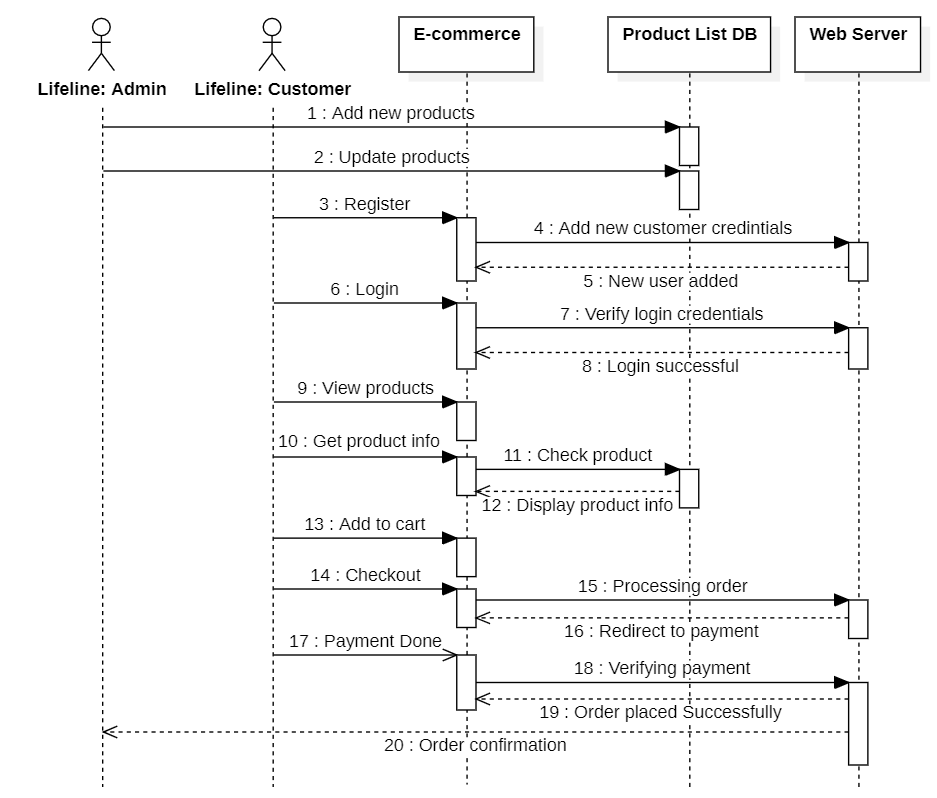 E-commerce
Product List DB
Web Server
Lifeline: Admin
Lifeline: Customer
1 : Add new products
2 : Update products
3 : Register
4 : Add new customer credintials
5 : New user added
6 : Login
7 : Verify login credentials
8 : Login successful
9 : View products
10 : Get product info
11 : Check product
12 : Display product info
13 : Add to cart
14 : Checkout
15 : Processing order
16 : Redirect to payment
17 : Payment Done
18 : Verifying payment
19 : Order placed Successfully
20 : Order confirmation